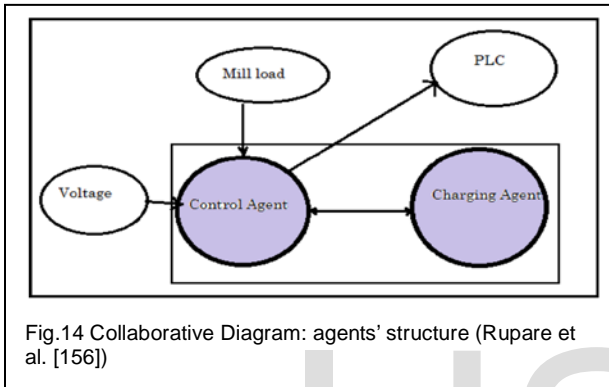 Mill load
PLC
Voltage
Control Agent
Charging Agent
Fig.14 Collaborative Diagram: agents’ structure (Rupare et
al. [156])